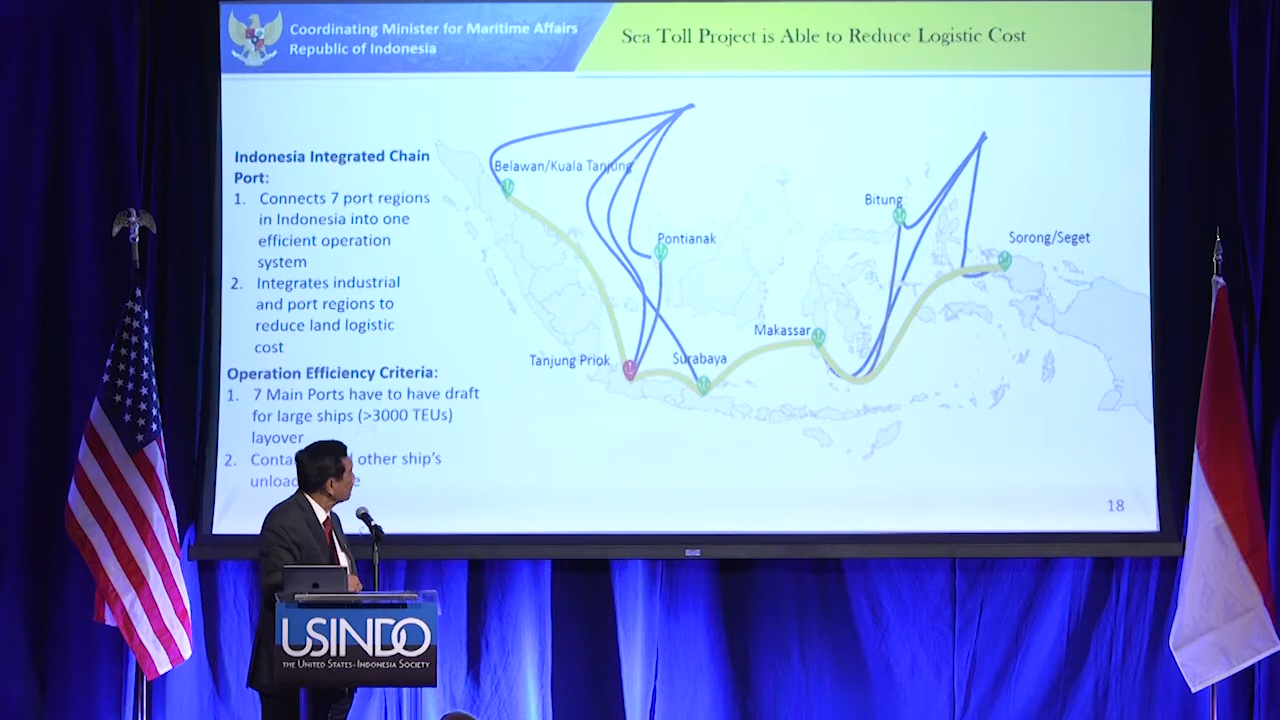 Coordinating Minister for Maritime Affairs
Republic of Indonesia
Sea Toll Project is Able to Reduce Logistic Cost
Indonesia Integrated Chain
Port:
1. Connects 7 port regions
in Indonesia into one
efficient operation
system
2. Integrates industrial
and port regions to
reduce land logistic
cost
Operation Efficiency Criteria:
1. 7 Main Ports have to have draft
for large ships (>3000 TEUs)
layover
2. other ship's
Belawan/Kuala Tanjung
Pontianak
Bitung
Sorong/Seget
Makassar
Tanjung Priok
Surabaya
18
USINDO
THE UNITED STATES-INDONESIA SOCIETY